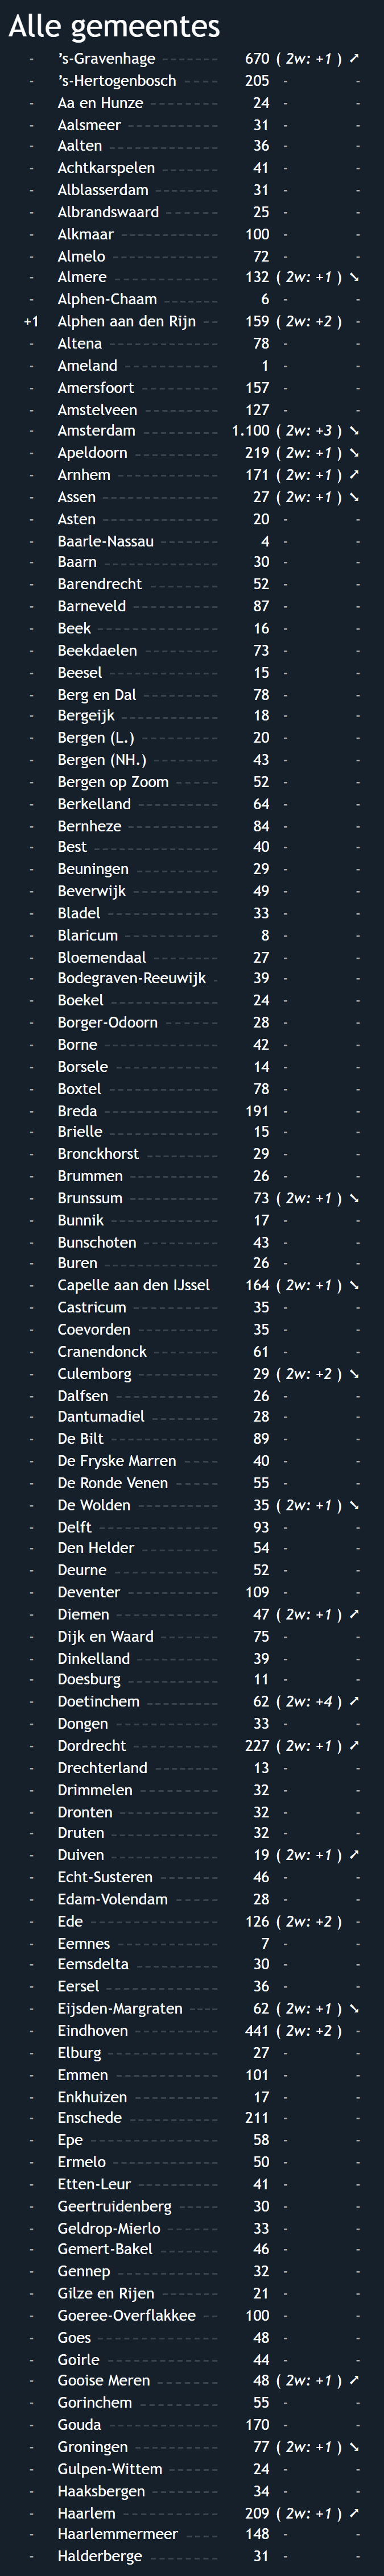 Alle gemeentes
- ’s-Gravenhage 670 ( 2w: +1 ) ➚
- ’s-Hertogenbosch 205 - -
- Aa en Hunze 24 - -
- Aalsmeer 31 - -
- Aalten 36 - -
- Achtkarspelen 41 - -
- Alblasserdam 31 - -
- Albrandswaard 25 - -
- Alkmaar 100 - -
- Almelo 72 - -
- Almere 132 ( 2w: +1 ) ➘
- Alphen-Chaam 6 - -
+1 Alphen aan den Rijn 159 ( 2w: +2 ) -
- Altena 78 - -
- Ameland 1 - -
- Amersfoort 157 - -
- Amstelveen 127 - -
- Amsterdam 1.100 ( 2w: +3 ) ➘
- Apeldoorn 219 ( 2w: +1 ) ➘
- Arnhem 171 ( 2w: +1 ) ➚
- Assen 27 ( 2w: +1 ) ➘
- Asten 20 - -
- Baarle-Nassau 4 - -
- Baarn 30 - -
- Barendrecht 52 - -
- Barneveld 87 - -
- Beek 16 - -
- Beekdaelen 73 - -
- Beesel 15 - -
- Berg en Dal 78 - -
- Bergeijk 18 - -
- Bergen (L.) 20 - -
- Bergen (NH.) 43 - -
- Bergen op Zoom 52 - -
- Berkelland 64 - -
- Bernheze 84 - -
- Best 40 - -
- Beuningen 29 - -
- Beverwijk 49 - -
- Bladel 33 - -
- Blaricum 8 - -
- Bloemendaal 27 - -
- Bodegraven-Reeuwijk 39 - -
- Boekel 24 - -
- Borger-Odoorn 28 - -
- Borne 42 - -
- Borsele 14 - -
- Boxtel 78 - -
- Breda 191 - -
- Brielle 15 - -
- Bronckhorst 29 - -
- Brummen 26 - -
- Brunssum 73 ( 2w: +1 ) ➘
- Bunnik 17 - -
- Bunschoten 43 - -
- Buren 26 - -
- Capelle aan den IJssel 164 ( 2w: +1 ) ➘
- Castricum 35 - -
- Coevorden 35 - -
- Cranendonck 61 - -
- Culemborg 29 ( 2w: +2 ) ➘
- Dalfsen 26 - -
- Dantumadiel 28 - -
- De Bilt 89 - -
- De Fryske Marren 40 - -
- De Ronde Venen 55 - -
- De Wolden 35 ( 2w: +1 ) ➘
- Delft 93 - -
- Den Helder 54 - -
- Deurne 52 - -
- Deventer 109 - -
- Diemen 47 ( 2w: +1 ) ➚
- Dijk en Waard 75 - -
- Dinkelland 39 - -
- Doesburg 11 - -
- Doetinchem 62 ( 2w: +4 ) ➚
- Dongen 33 - -
- Dordrecht 227 ( 2w: +1 ) ➚
- Drechterland 13 - -
- Drimmelen 32 - -
- Dronten 32 - -
- Druten 32 - -
- Duiven 19 ( 2w: +1 ) ➚
- Echt-Susteren 46 - -
- Edam-Volendam 28 - -
- Ede 126 ( 2w: +2 ) -
- Eemnes 7 - -
- Eemsdelta 30 - -
- Eersel 36 - -
- Eijsden-Margraten 62 ( 2w: +1 ) ➘
- Eindhoven 441 ( 2w: +2 ) -
- Elburg 27 - -
- Emmen 101 - -
- Enkhuizen 17 - -
- Enschede 211 - -
- Epe 58 - -
- Ermelo 50 - -
- Etten-Leur 41 - -
- Geertruidenberg 30 - -
- Geldrop-Mierlo 33 - -
- Gemert-Bakel 46 - -
- Gennep 32 - -
- Gilze en Rijen 21 - -
- Goeree-Overflakkee 100 - -
- Goes 48 - -
- Goirle 44 - -
- Gooise Meren 48 ( 2w: +1 ) ➚
- Gorinchem 55 - -
- Gouda 170 - -
- Groningen 77 ( 2w: +1 ) ➘
- Gulpen-Wittem 24 - -
- Haaksbergen 34 - -
- Haarlem 209 ( 2w: +1 ) ➚
- Haarlemmermeer 148 - -
- Halderberge 31 - -